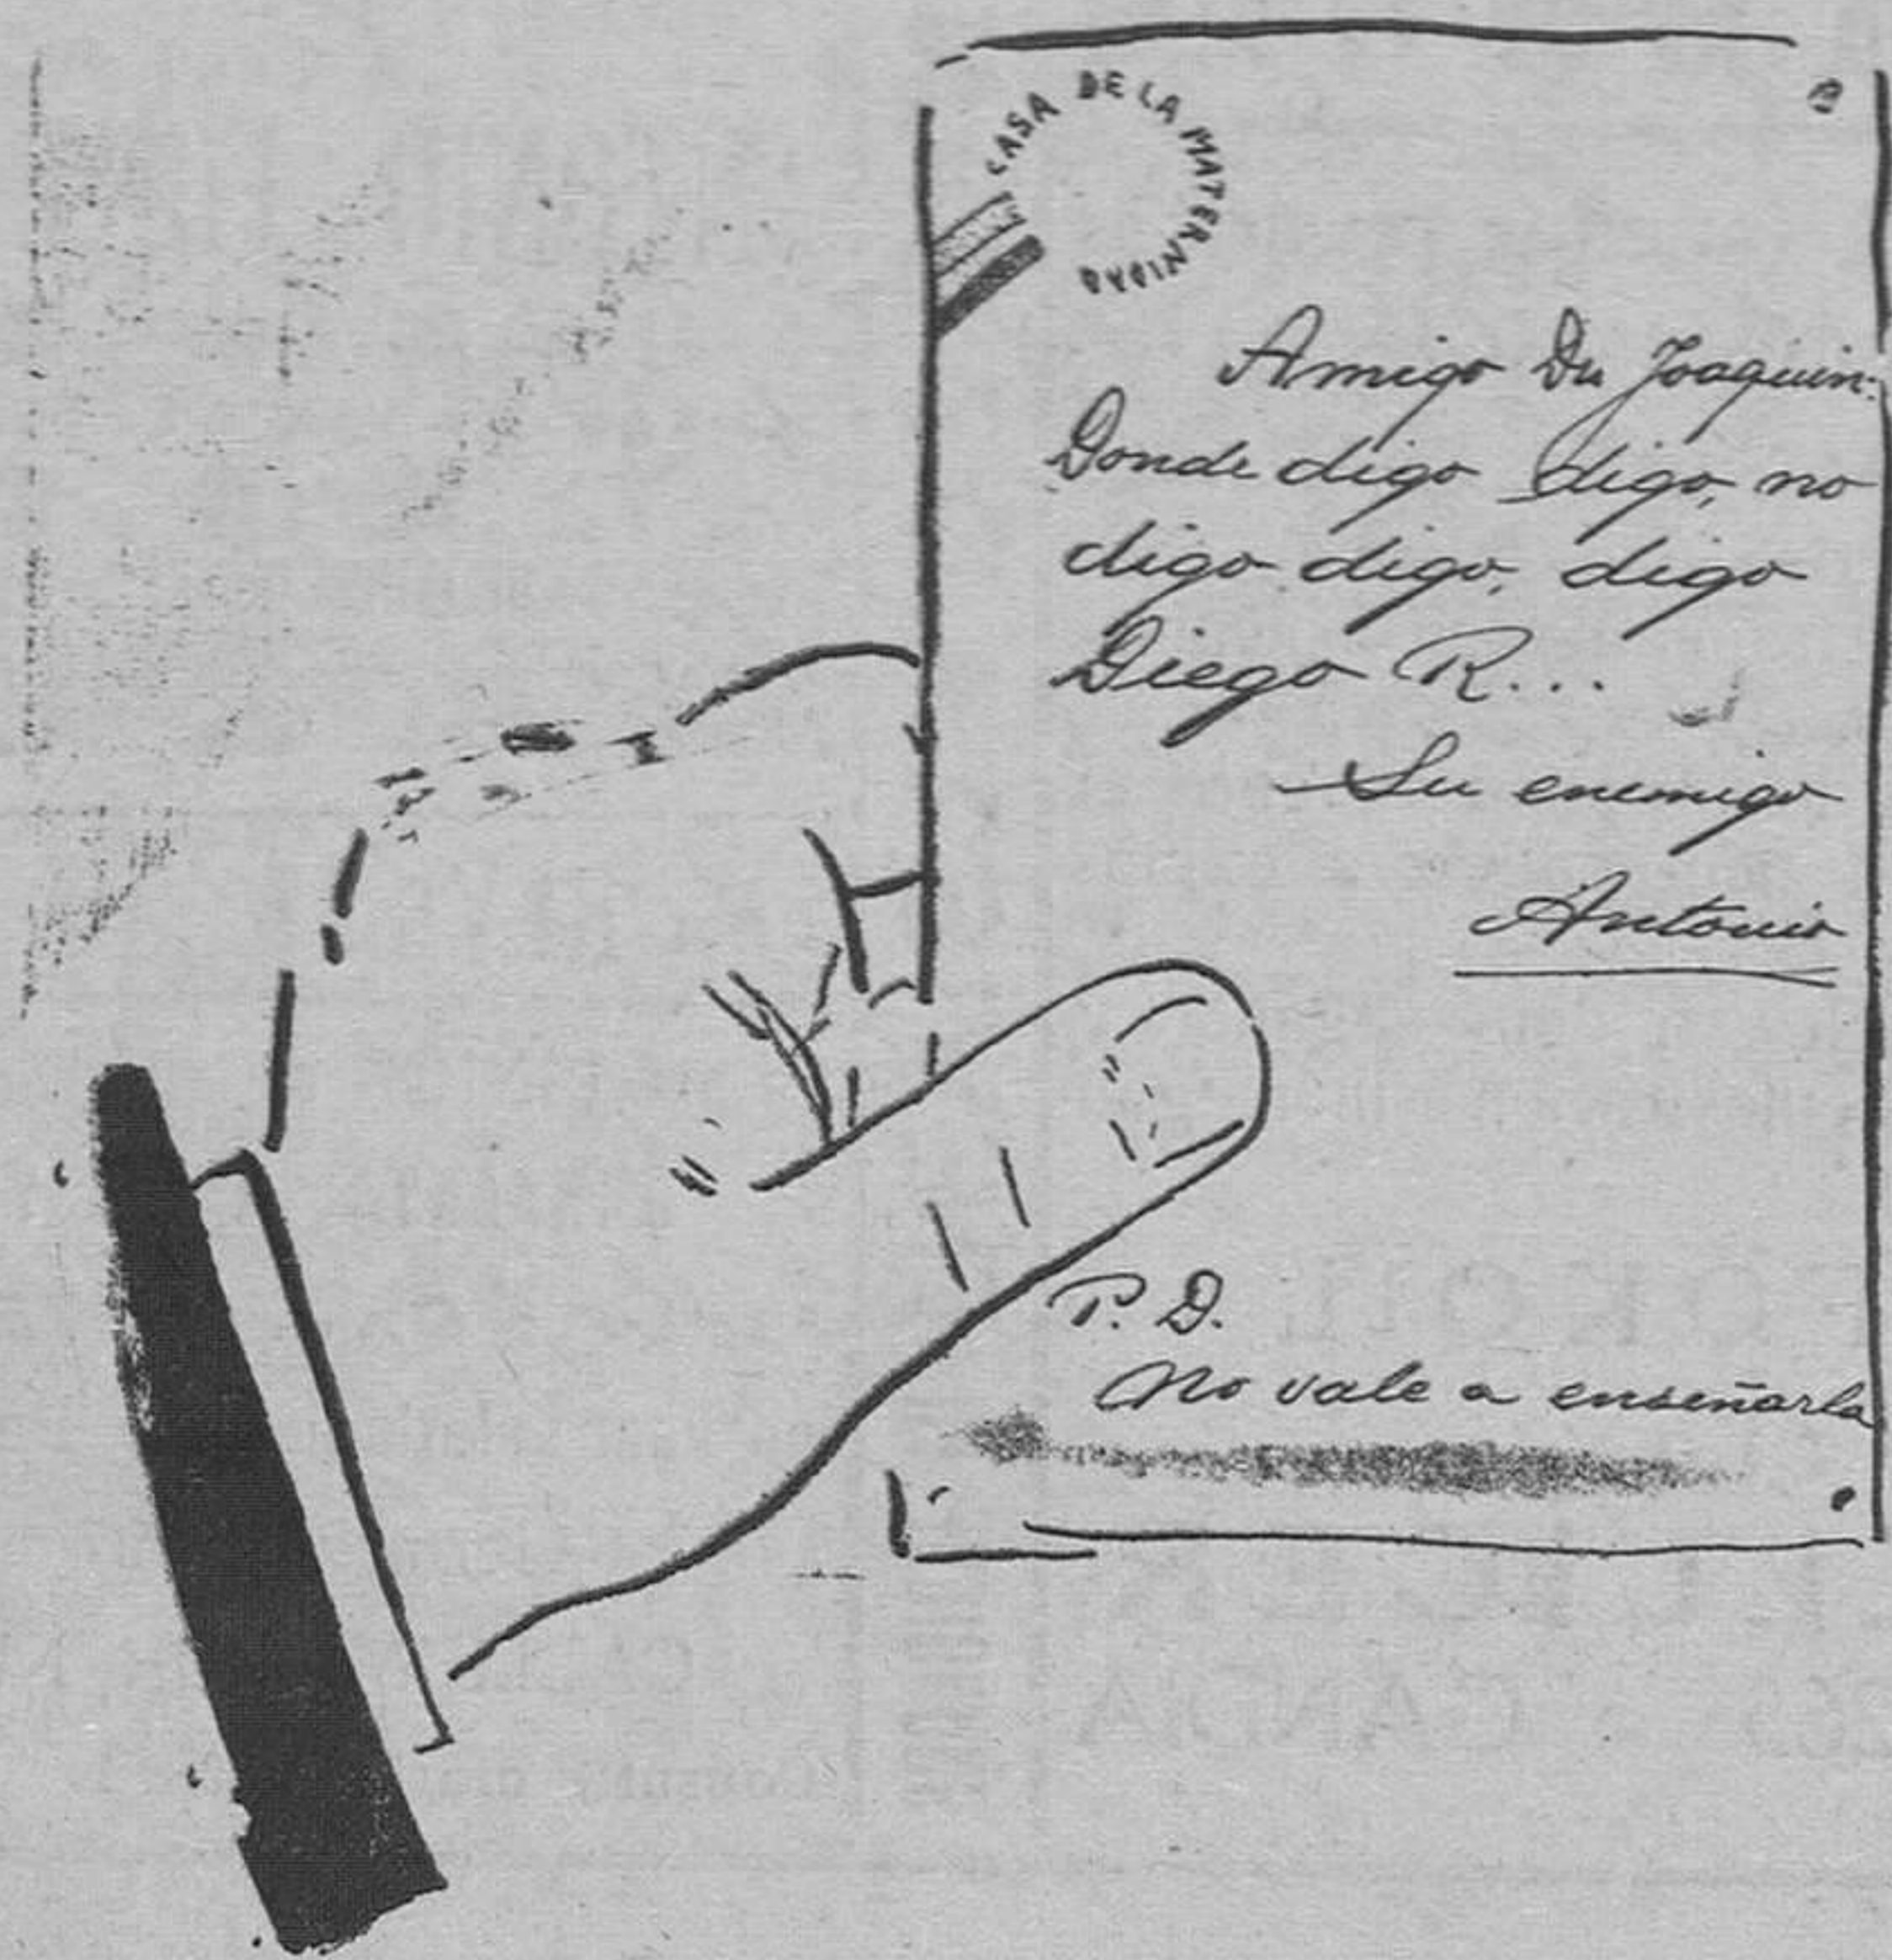 CASA DE LA MATERNIDAD
Amigo Dn Joaquin:
Donde digo digo, no
digo digo, digo
Diego R...
Su enemigo
Antonio
P. D.
No vale a enseñarla